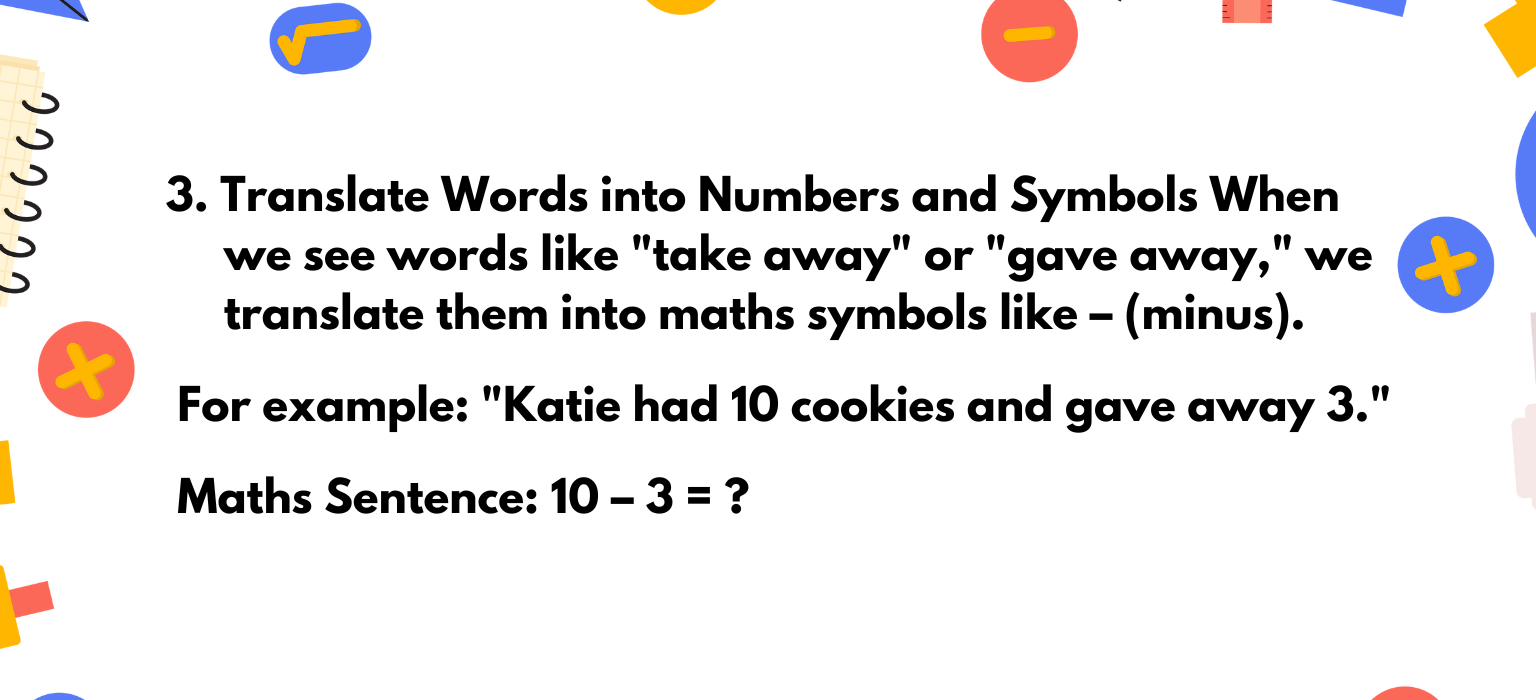 3. Translate Words into Numbers and Symbols When
we see words like "take away" or "gave away," we
translate them into maths symbols like – (minus).
For example: "Katie had 10 cookies and gave away 3."
Maths Sentence: 10 – 3 = ?